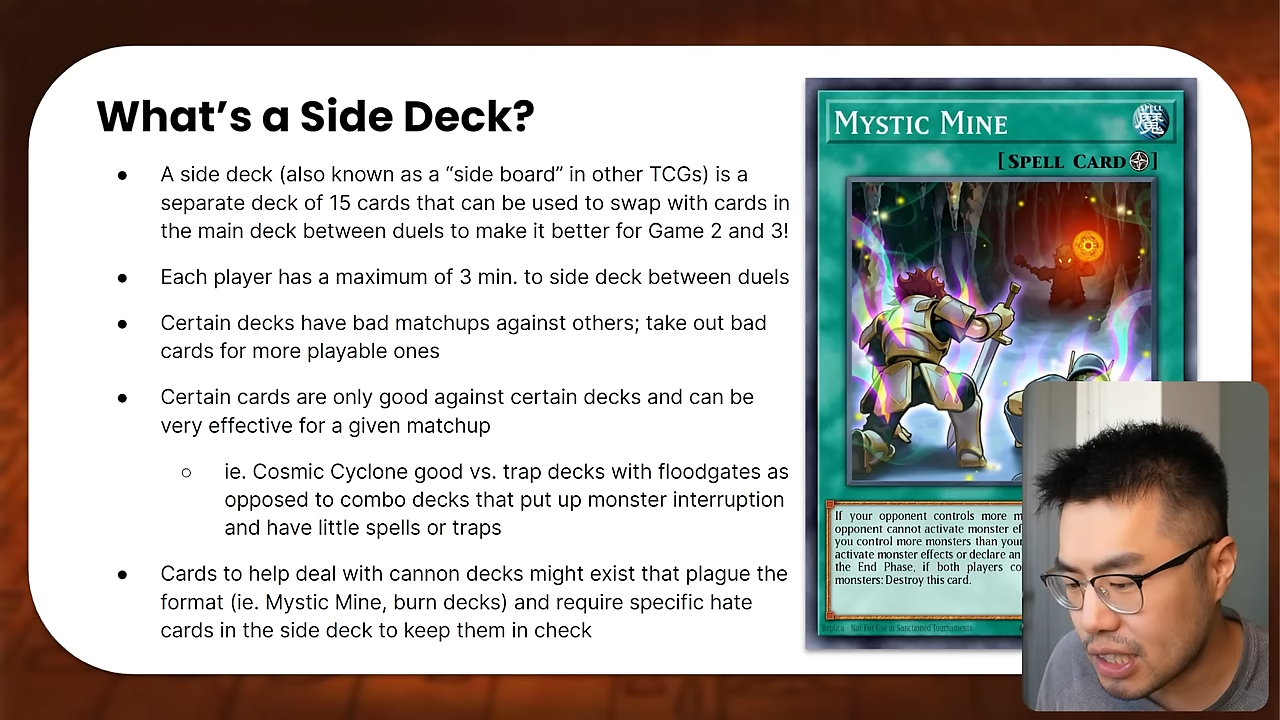 What's a Side Deck?
● A side deck (also known as a “side board” in other TCGs) is a
separate deck of 15 cards that can be used to swap with cards in
the main deck between duels to make it better for Game 2 and 3!
● Each player has a maximum of 3 min. to side deck between duels
● Certain decks have bad matchups against others; take out bad
cards for more playable ones
● Certain cards are only good against certain decks and can be
very effective for a given matchup
○ ie. Cosmic Cyclone good vs. trap decks with floodgates as
opposed to combo decks that put up monster interruption
and have little spells or traps
● Cards to help deal with cannon decks might exist that plague the
format (ie. Mystic Mine, burn decks) and require specific hate
cards in the side deck to keep them in check
Mystic Mine
SPELL
魔
[Spell Card]
If your opponent controls more
opponent cannot activate monster
you control more monsters than your
activate monster effects or declare an
the End Phase, if both players
monsters: Destroy this card.
Replica - Not For Use in Sanctioned Tournaments